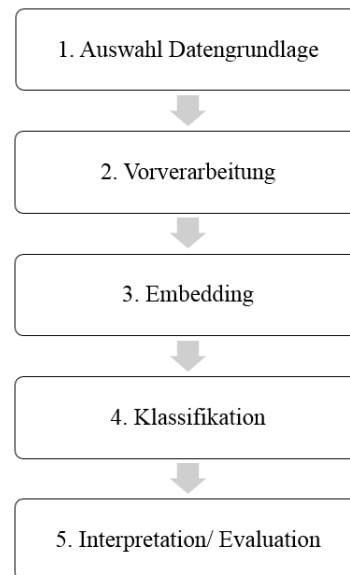 1. Auswahl Datengrundlage
2. Vorverarbeitung
3. Embedding
4. Klassifikation
5. Interpretation/ Evaluation